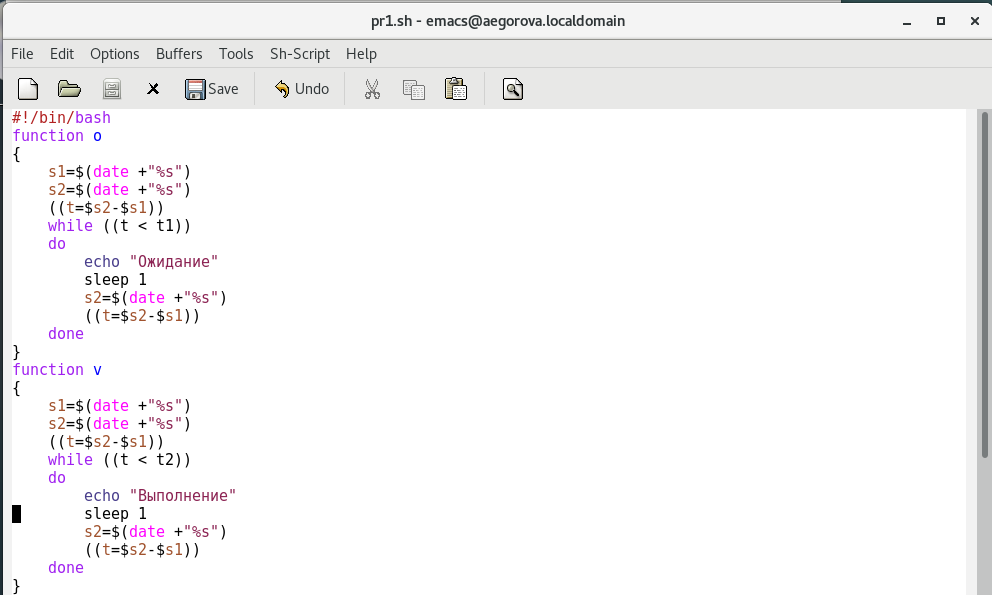 pr1.sh - emacs@aegorova.localdomain
File Edit Options Buffers Tools Sh-Script Help
Save Undo
#!/bin/bash
function o
{
    s1=$(date +"%s")
    s2=$(date +"%s")
    ((t=$s2-$s1))
    while ((t < t1))
    do
        echo "Ожидание"
        sleep 1
        s2=$(date +"%s")
        ((t=$s2-$s1))
    done
}
function v
{
    s1=$(date +"%s")
    s2=$(date +"%s")
    ((t=$s2-$s1))
    while ((t < t2))
    do
        echo "Выполнение"
        sleep 1
        s2=$(date +"%s")
        ((t=$s2-$s1))
    done
}